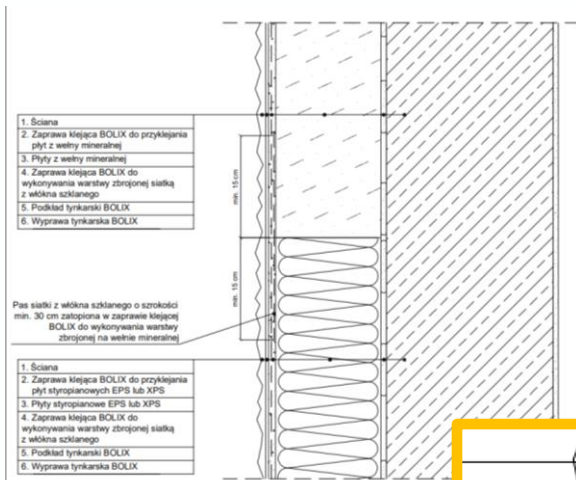 1. Ściana
2. Zaprawa klejąca BOLIX do przyklejania
płyt z wełny mineralnej
3. Płyty z wełny mineralnej
4. Zaprawa klejąca BOLIX do
wykonywania warstwy zbrojonej siatką
z włókna szklanego
5. Podkład tynkarski BOLIX
6. Wyprawa tynkarska BOLIX
min. 15 cm
min. 15 cm
Pas siatki z włókna szklanego o szrokości
min. 30 cm zatopiona w zaprawie klejącej
BOLIX do wykonywania warstwy
zbrojonej na wełnie mineralnej
1. Ściana
2. Zaprawa klejąca BOLIX do przyklejania
płyt styropianowych EPS lub XPS
3. Płyty styropianowe EPS lub XPS
4. Zaprawa klejąca BOLIX do
wykonywania warstwy zbrojonej siatką
z włókna szklanego
5. Podkład tynkarski BOLIX
6. Wyprawa tynkarska BOLIX